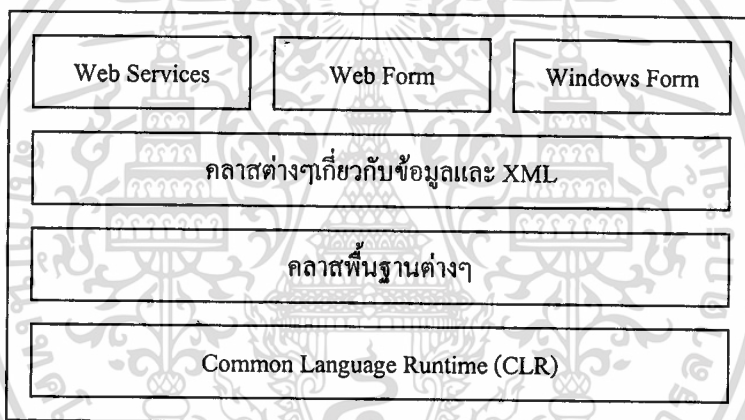 Web Services
Web Form
Windows Form
คลาสต่างๆเกี่ยวกับข้อมูลและ XML
คลาสพื้นฐานต่างๆ
Common Language Runtime (CLR)